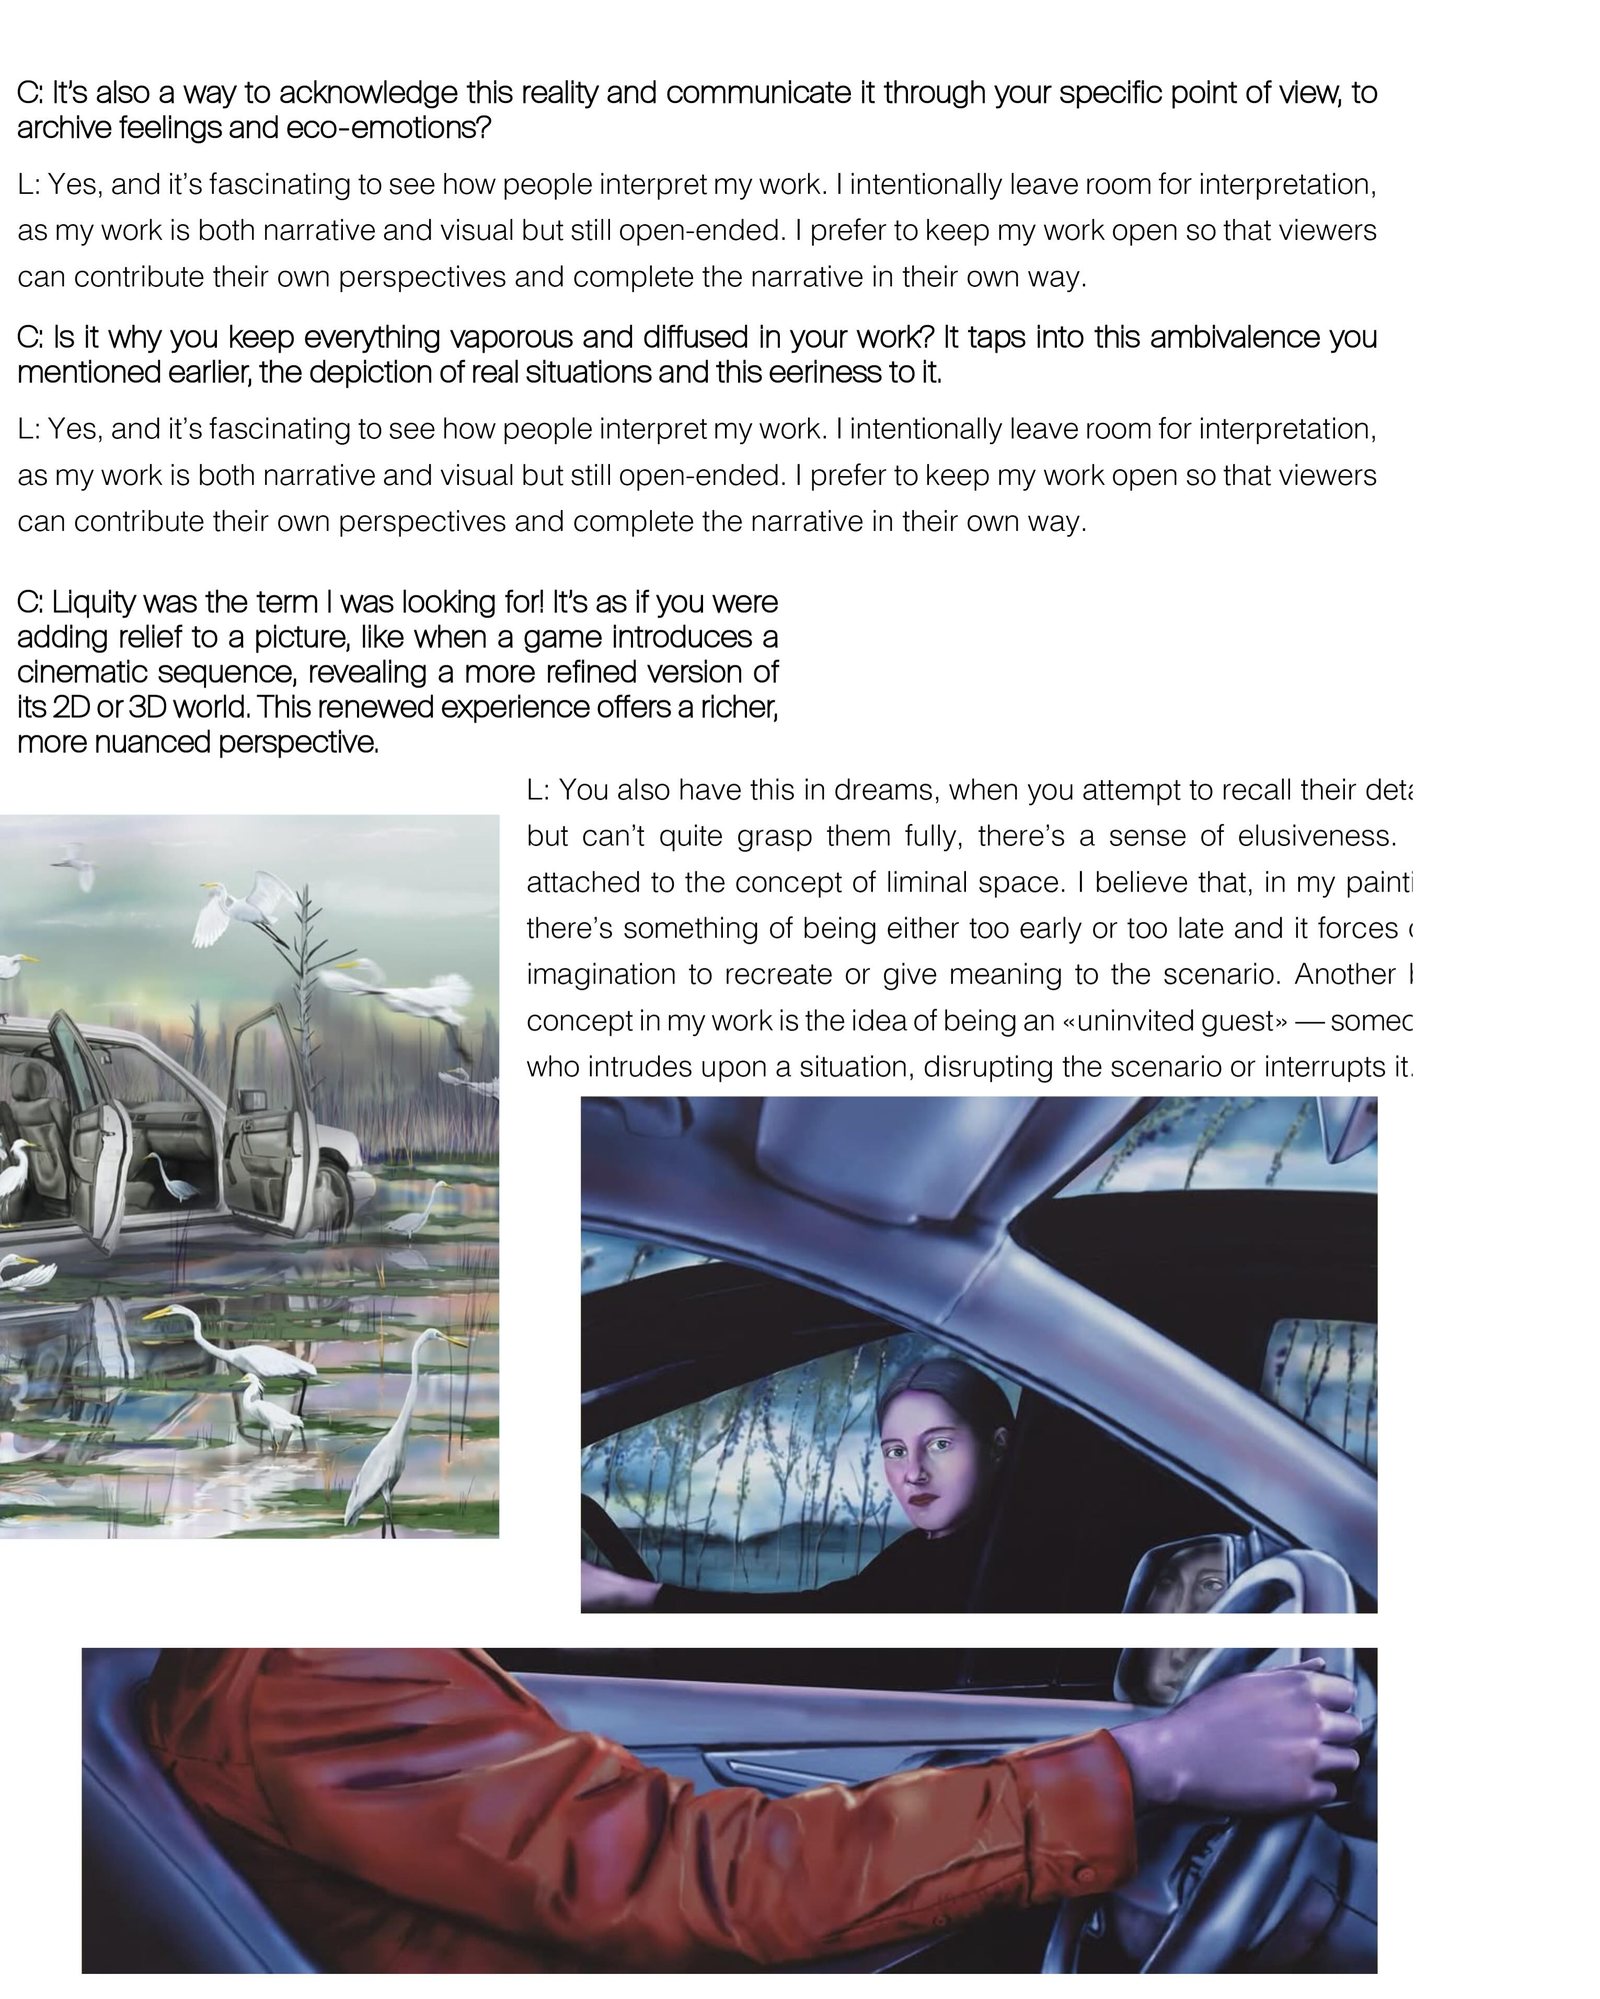 C: It's also a way to acknowledge this reality and communicate it through your specific point of view, to
archive feelings and eco-emotions?
L: Yes, and it's fascinating to see how people interpret my work. I intentionally leave room for interpretation,
as my work is both narrative and visual but still open-ended. I prefer to keep my work open so that viewers
can contribute their own perspectives and complete the narrative in their own way.
C: Is it why you keep everything vaporous and diffused in your work? It taps into this ambivalence you
mentioned earlier, the depiction of real situations and this eeriness to it.
L: Yes, and it's fascinating to see how people interpret my work. I intentionally leave room for interpretation,
as my work is both narrative and visual but still open-ended. I prefer to keep my work open so that viewers
can contribute their own perspectives and complete the narrative in their own way.
C: Liquity was the term I was looking for! It's as if you were
adding relief to a picture, like when a game introduces a
cinematic sequence, revealing a more refined version of
its 2D or 3D world. This renewed experience offers a richer,
more nuanced perspective.
L: You also have this in dreams, when you attempt to recall their
but can't quite grasp them fully, there's a sense of elusiveness.
attached to the concept of liminal space. I believe that, in my
there's something of being either too early or too late and it forces
imagination to recreate or give meaning to the scenario. Another
concept in my work is the idea of being an «uninvited guest» —
who intrudes upon a situation, disrupting the scenario or interrupts it.